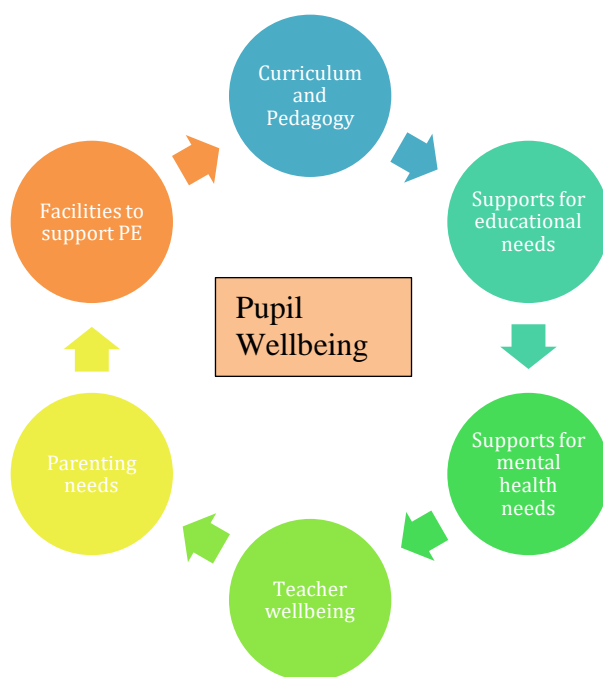 Curriculum
and
Pedagogy
Supports for
educational
needs
Supports for
mental
health
needs
Teacher
wellbeing
Parenting
needs
Facilities to
support PE
Pupil
Wellbeing